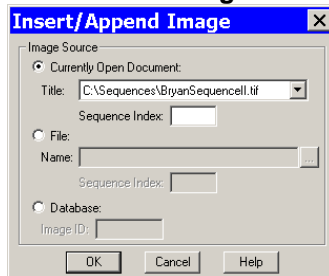 Insert/Append Image
Image Source
Currently Open Document:
Title: C:\Sequences\BryanSequenceII.tif
Sequence Index:
File:
Name: ...
Sequence Index:
Database:
Image ID:
OK Cancel Help